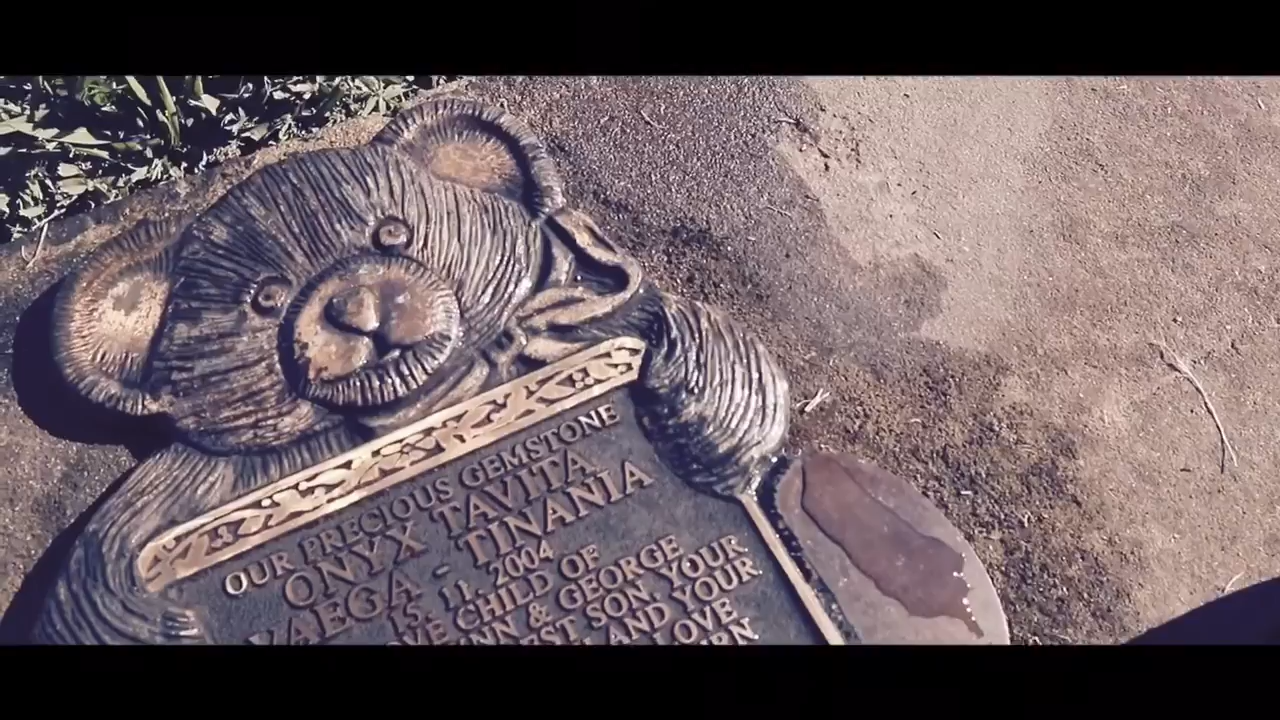 OUR PRECIOUS GEMSTONE
ONYX TAVITA
VAEGA - TINANIA
15. 11. 2004
CHILD OF
& GEORGE
SON. YOUR
AND YOUR
LOVE